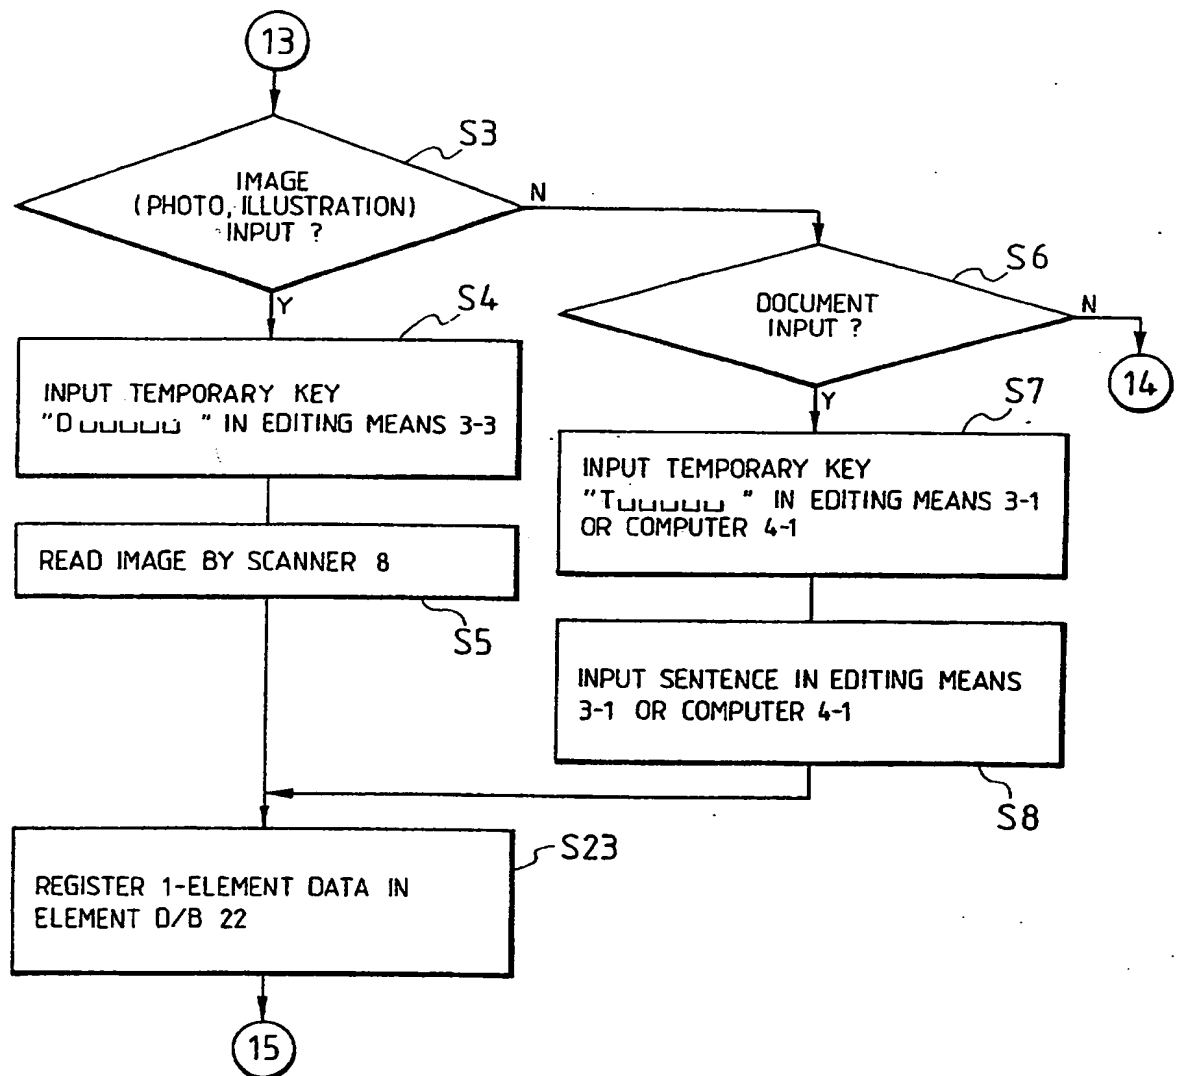 13
S3
IMAGE
(PHOTO, ILLUSTRATION)
INPUT ?
N
Y
S6
DOCUMENT
INPUT ?
N
14
Y
S4
INPUT TEMPORARY KEY
"D␣␣␣␣␣ " IN EDITING MEANS 3-3
S7
INPUT TEMPORARY KEY
"T␣␣␣␣␣ " IN EDITING MEANS 3-1
OR COMPUTER 4-1
READ IMAGE BY SCANNER 8
S5
INPUT SENTENCE IN EDITING MEANS
3-1 OR COMPUTER 4-1
S8
S23
REGISTER 1-ELEMENT DATA IN
ELEMENT D/B 22
15